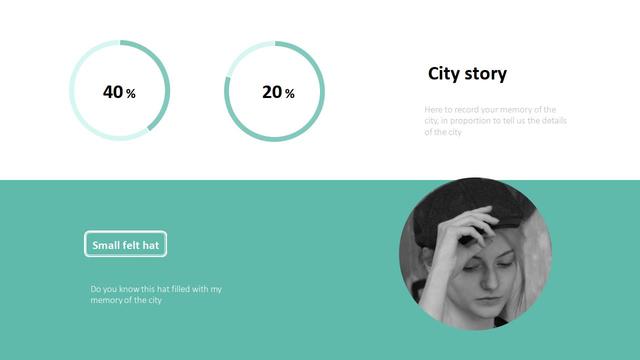 40 %
20 %
City story
Here to record your memory of the
city, in proportion to tell us the details
of the city
Small felt hat
Do you know this hat filled with my
memory of the city